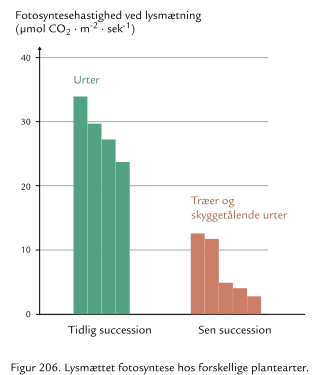 Fotosyntesehastighed ved lysmætning
(µmol CO₂ · m⁻² · sek⁻¹)
40
Urter
30
20
Træer og
skyggetålende urter
10
0
Tidlig succession
Sen succession
Figur 206. Lysmættet fotosyntese hos forskellige plantearter.